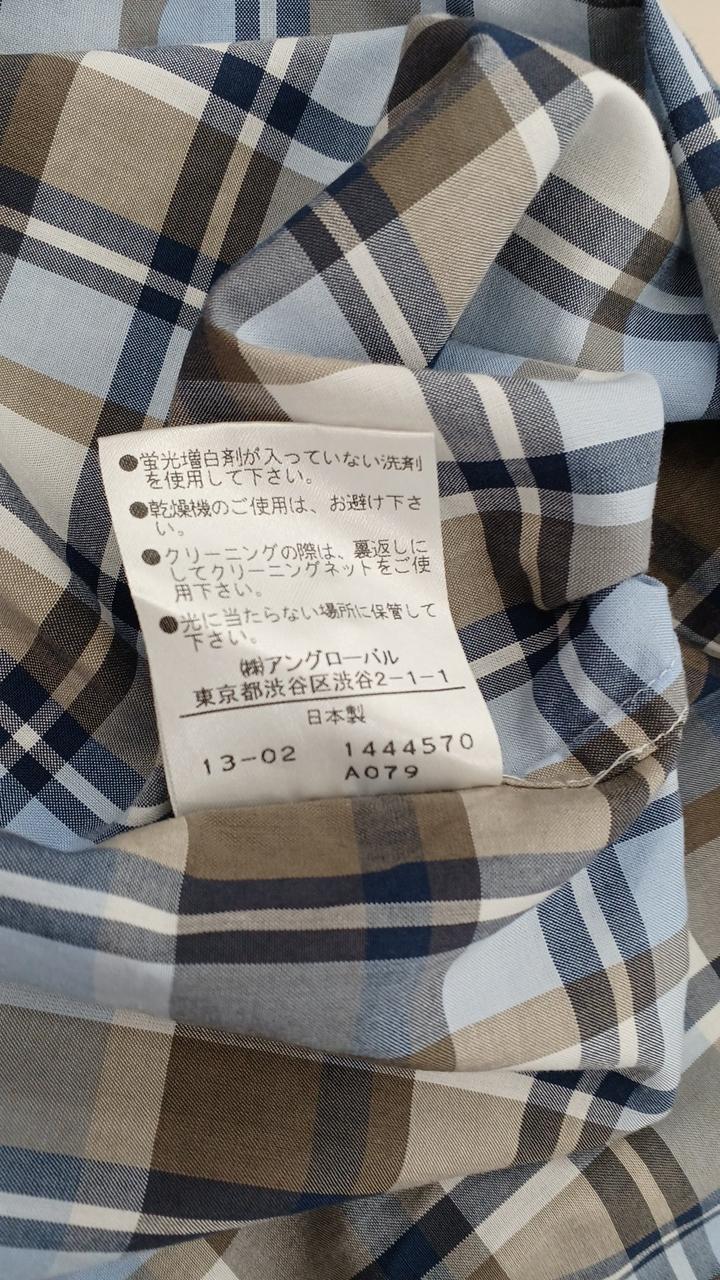 ●蛍光増白剤が入っていない洗剤
を使用して下さい。
●乾燥機のご使用は、お避け下さ
い。
●クリーニングの際は、裏返しに
してクリーニングネットをご使
用下さい。
●光に当たらない場所に保管して
下さい。
㈱アングローバル
東京都渋谷区渋谷2-1-1
日本製
13-02 1444570
A079